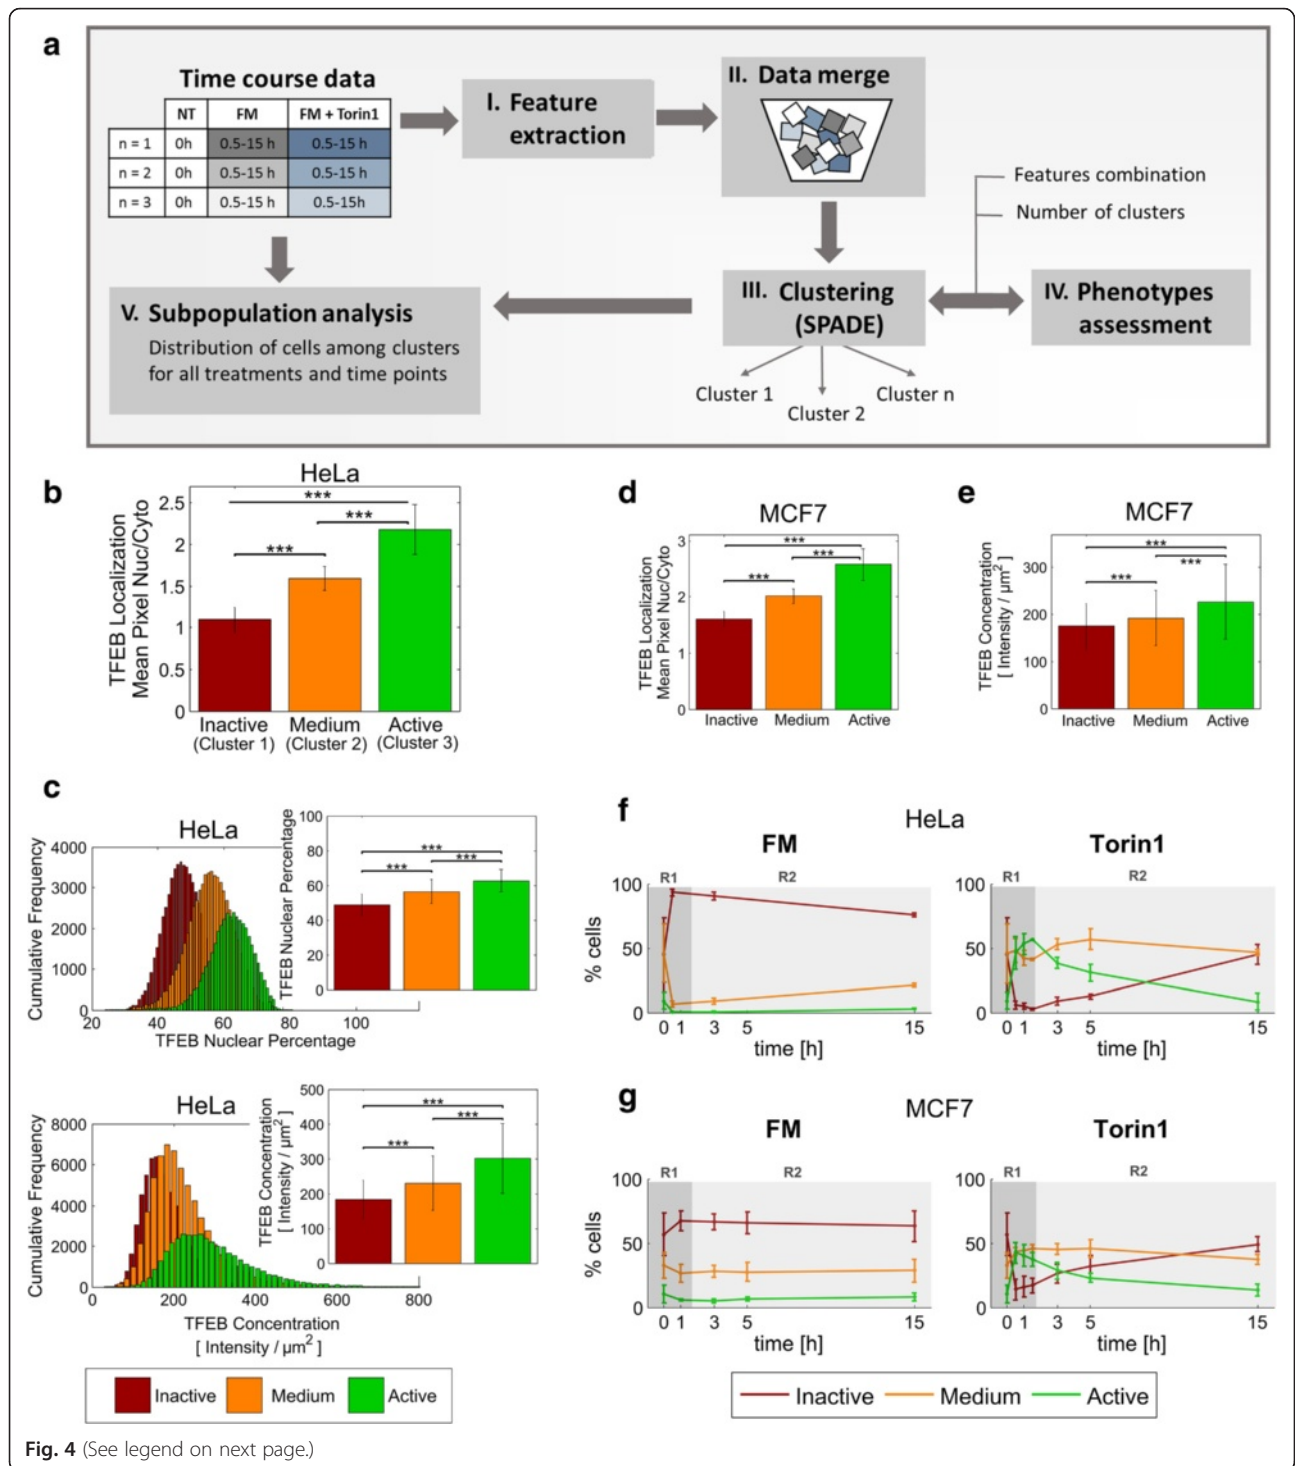 a
Time course data
NT FM FM + Torin1
n = 1 0h 0.5-15 h 0.5-15 h
n = 2 0h 0.5-15 h 0.5-15 h
n = 3 0h 0.5-15 h 0.5-15h
I. Feature
extraction
II. Data merge
Features combination
Number of clusters
III. Clustering
(SPADE)
IV. Phenotypes
assessment
V. Subpopulation analysis
Distribution of cells among clusters
for all treatments and time points
Cluster 1
Cluster 2
Cluster n
b
HeLa
TFEB Localization
Mean Pixel Nuc/Cyto
2.5
2
1.5
1
0.5
0
***
***
***
Inactive Medium Active
(Cluster 1) (Cluster 2) (Cluster 3)
d
MCF7
TFEB Localization
Mean Pixel Nuc/Cyto
3
2
1
0
***
***
***
Inactive Medium Active
e
MCF7
TFEB Concentration
[ Intensity / µm2 ]
300
200
100
0
***
***
***
Inactive Medium Active
c
HeLa
Cumulative Frequency
4000
3000
2000
1000
0
20 40 60 80 100
TFEB Nuclear Percentage
TFEB Nuclear Percentage
100
80
60
40
20
0
***
***
***
HeLa
Cumulative Frequency
8000
6000
4000
2000
0
0 200 400 600 800
TFEB Concentration
[ Intensity / µm2 ]
TFEB Concentration
[ Intensity / µm2 ]
500
400
300
200
100
0
***
***
***
Inactive Medium Active
f
HeLa
FM Torin1
R1 R2 R1 R2
% cells
100
50
0
0 1 3 5 15
time [h]
100
50
0
0 1 3 5 15
time [h]
g
MCF7
FM Torin1
R1 R2 R1 R2
% cells
100
50
0
0 1 3 5 15
time [h]
100
50
0
0 1 3 5 15
time [h]
Inactive Medium Active
Fig. 4 (See legend on next page.)